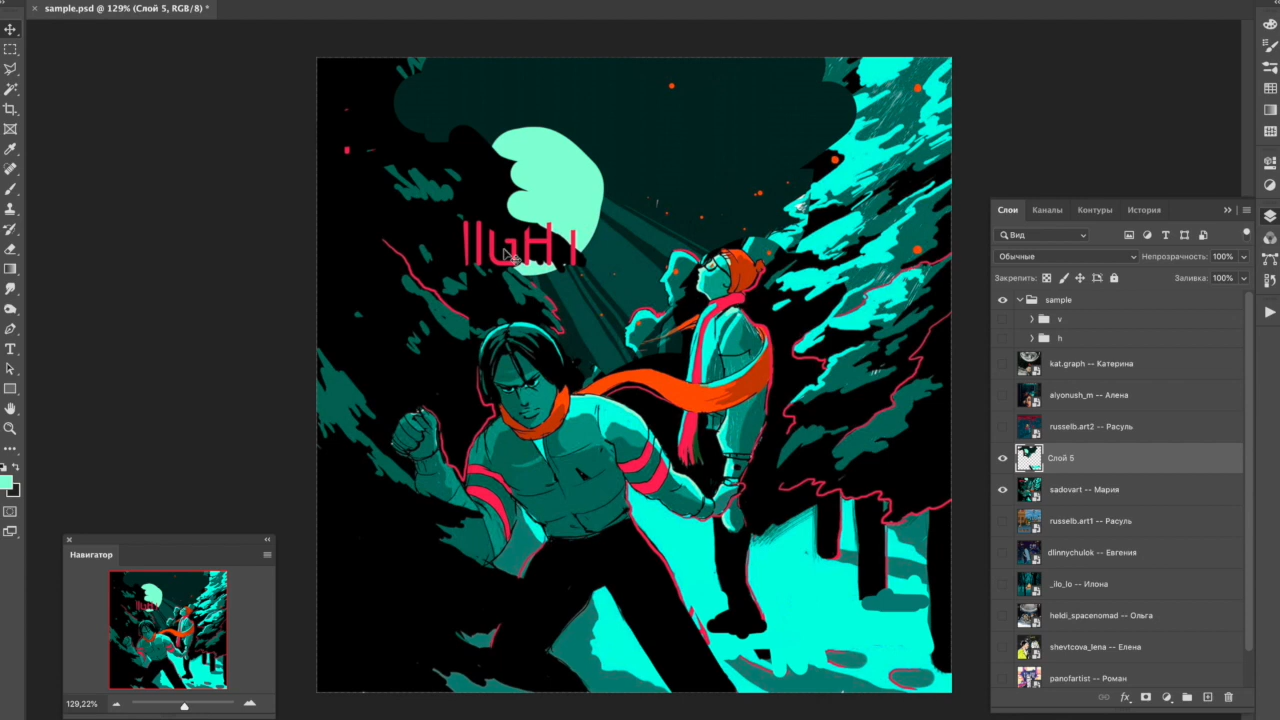 sample.psd @ 129% (Слой 5, RGB/8) *
Слои Каналы Контуры История
Вид
Обычные Непрозрачность: 100%
Закрепить: Заливка: 100%
sample
v
h
kat.graph -- Катерина
alyonush_m -- Алена
russelb.art2 -- Расуль
Слой 5
sadovart -- Мария
russelb.art1 -- Расуль
dlinnychulok -- Евгения
_ilo_lo -- Илона
heldi_spacenomad -- Ольга
shevtcova_lena -- Елена
panofartist -- Роман
fx
Навигатор
129,22%